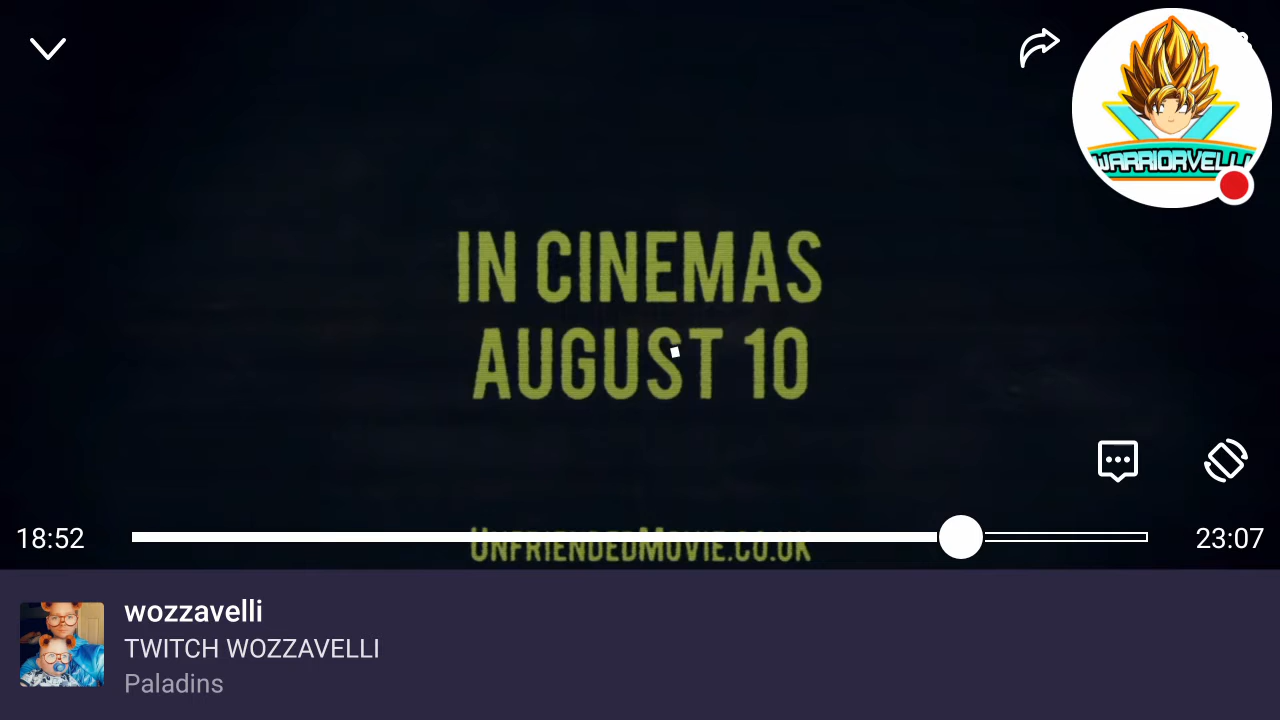 WARRIORVELLI
IN CINEMAS
AUGUST 10
18:52
23:07
UNFRIENDEDMOVIE.CO.UK
wozzavelli
TWITCH WOZZAVELLI
Paladins